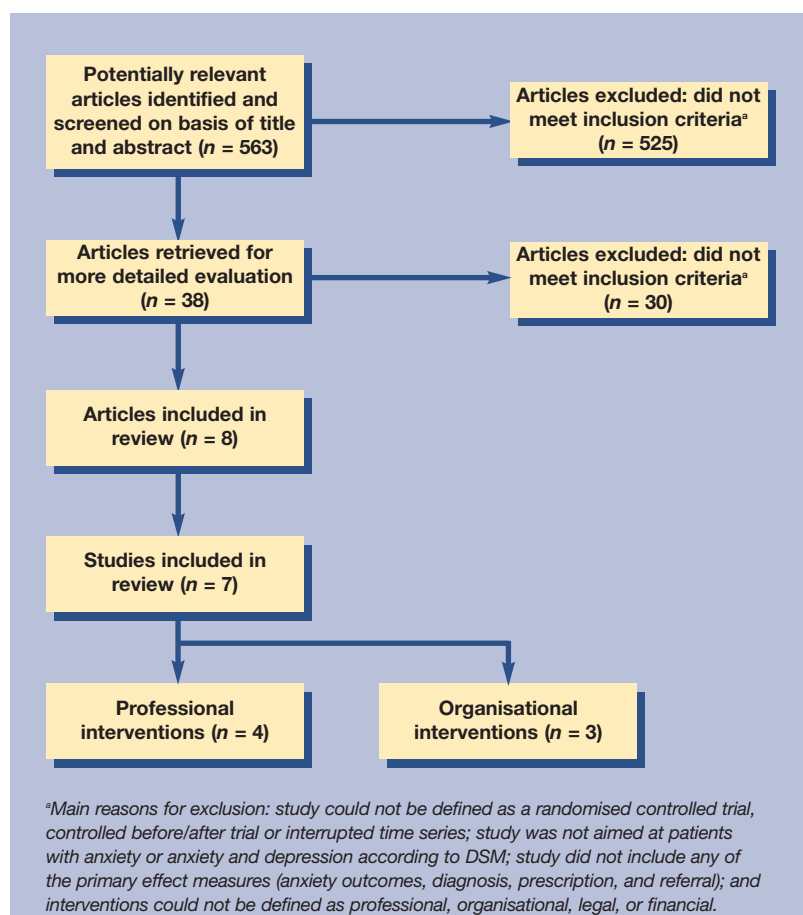 Potentially relevant
articles identified and
screened on basis of title
and abstract (n = 563)
Articles excluded: did not
meet inclusion criteriaᵃ
(n = 525)
Articles retrieved for
more detailed evaluation
(n = 38)
Articles excluded: did not
meet inclusion criteriaᵃ
(n = 30)
Articles included in
review (n = 8)
Studies included in
review (n = 7)
Professional
interventions (n = 4)
Organisational
interventions (n = 3)
ᵃMain reasons for exclusion: study could not be defined as a randomised controlled trial,
controlled before/after trial or interrupted time series; study was not aimed at patients
with anxiety or anxiety and depression according to DSM; study did not include any of
the primary effect measures (anxiety outcomes, diagnosis, prescription, and referral); and
interventions could not be defined as professional, organisational, legal, or financial.